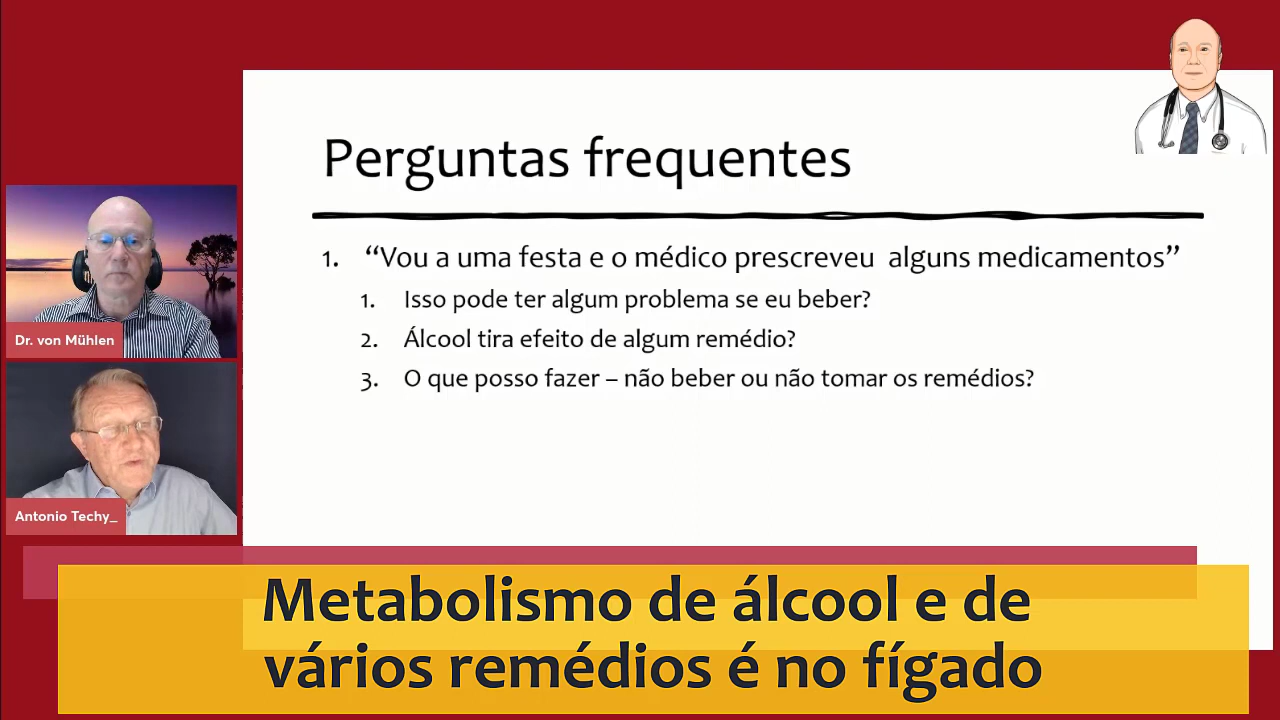 Perguntas frequentes
1. “Vou a uma festa e o médico prescreveu alguns medicamentos”
1. Isso pode ter algum problema se eu beber?
2. Álcool tira efeito de algum remédio?
3. O que posso fazer – não beber ou não tomar os remédios?
Dr. von Mühlen
Antonio Techy_
Metabolismo de álcool e de
vários remédios é no fígado